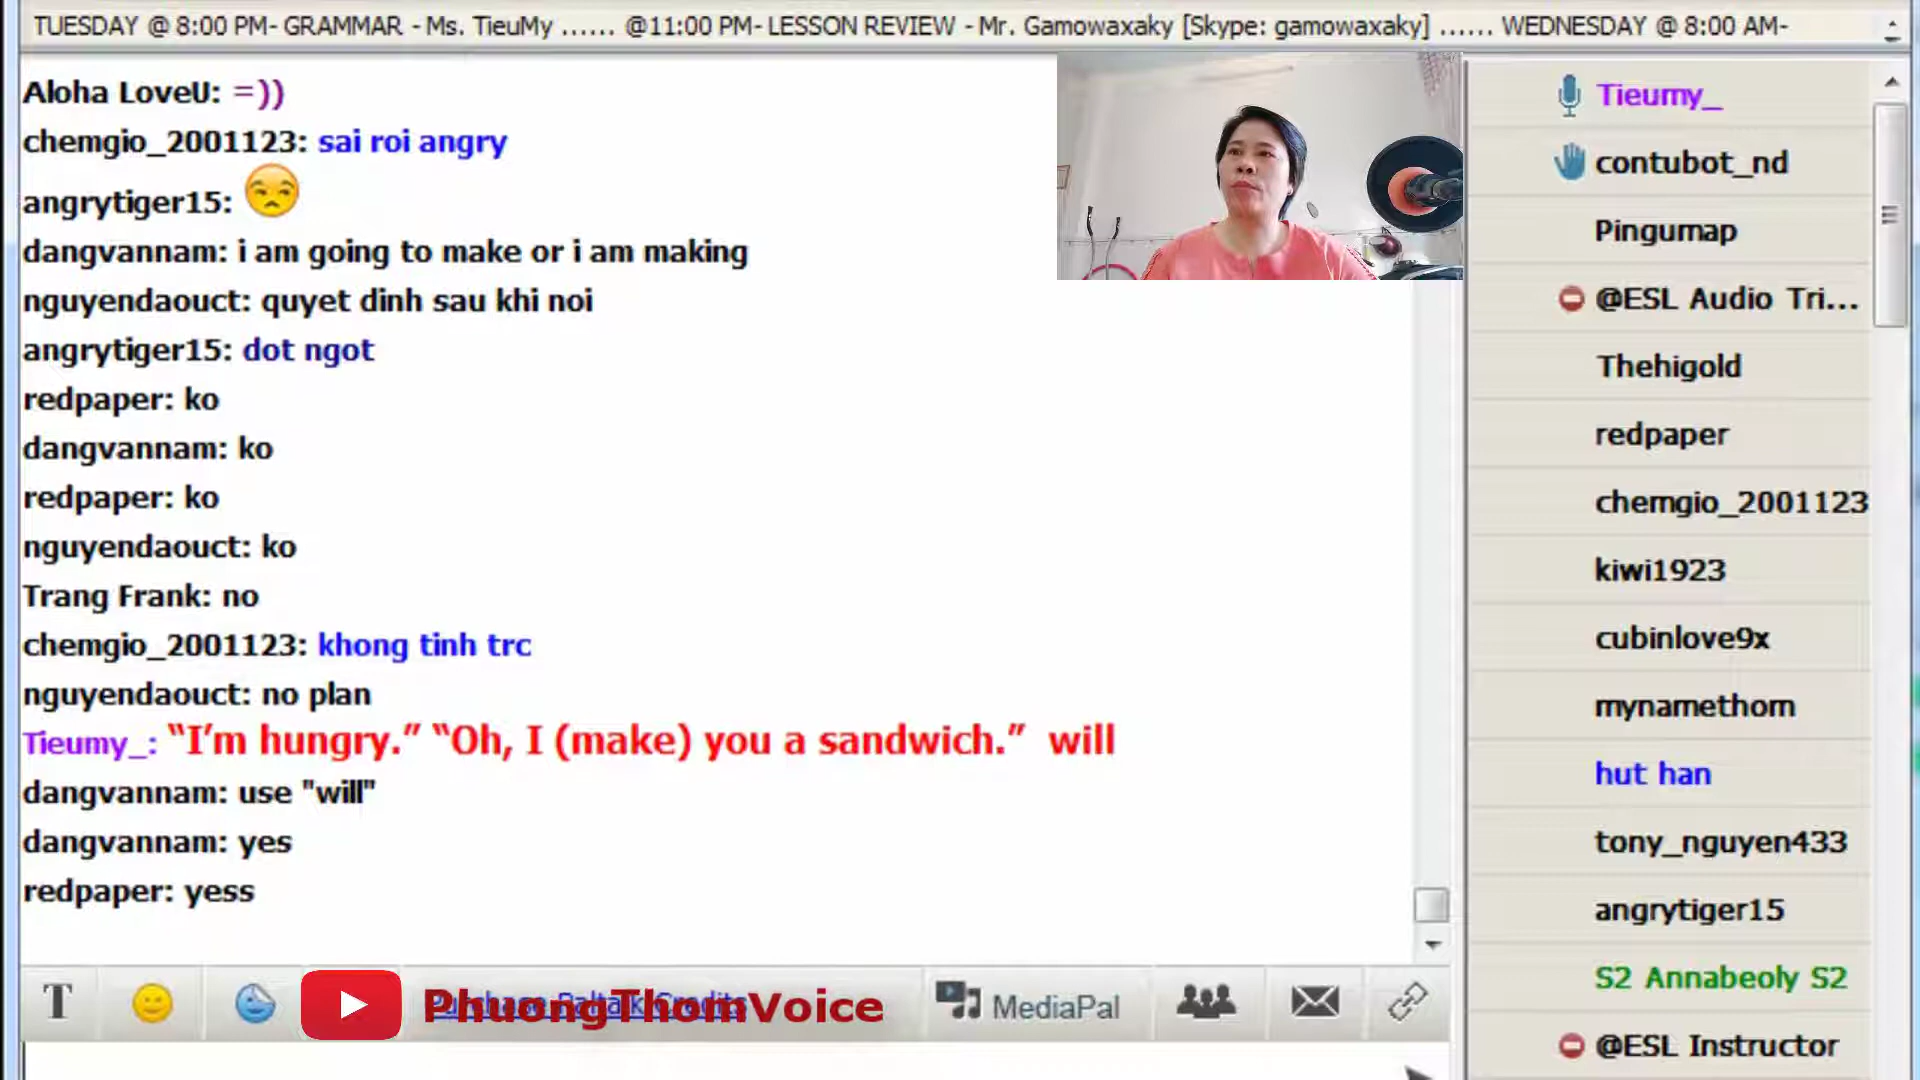 TUESDAY @ 8:00 PM- GRAMMAR - Ms. TieuMy ...... @11:00 PM- LESSON REVIEW - Mr. Gamowaxaky [Skype: gamowaxaky] ...... WEDNESDAY @ 8:00 AM-
Aloha LoveU: =))
chemgio_2001123: sai roi angry
angrytiger15:
dangvannam: i am going to make or i am making
nguyendaouct: quyet dinh sau khi noi
angrytiger15: dot ngot
redpaper: ko
dangvannam: ko
redpaper: ko
nguyendaouct: ko
Trang Frank: no
chemgio_2001123: khong tinh trc
nguyendaouct: no plan
Tieumy_: “I’m hungry.” “Oh, I (make) you a sandwich.” will
dangvannam: use "will"
dangvannam: yes
redpaper: yess
Tieumy_
contubot_nd
Pingumap
@ESL Audio Tri...
Thehigold
redpaper
chemgio_2001123
kiwi1923
cubinlove9x
mynamethom
hut han
tony_nguyen433
angrytiger15
S2 Annabeoly S2
@ESL Instructor
T
Purchase Paltalk Credits
PhuongThomVoice
MediaPal